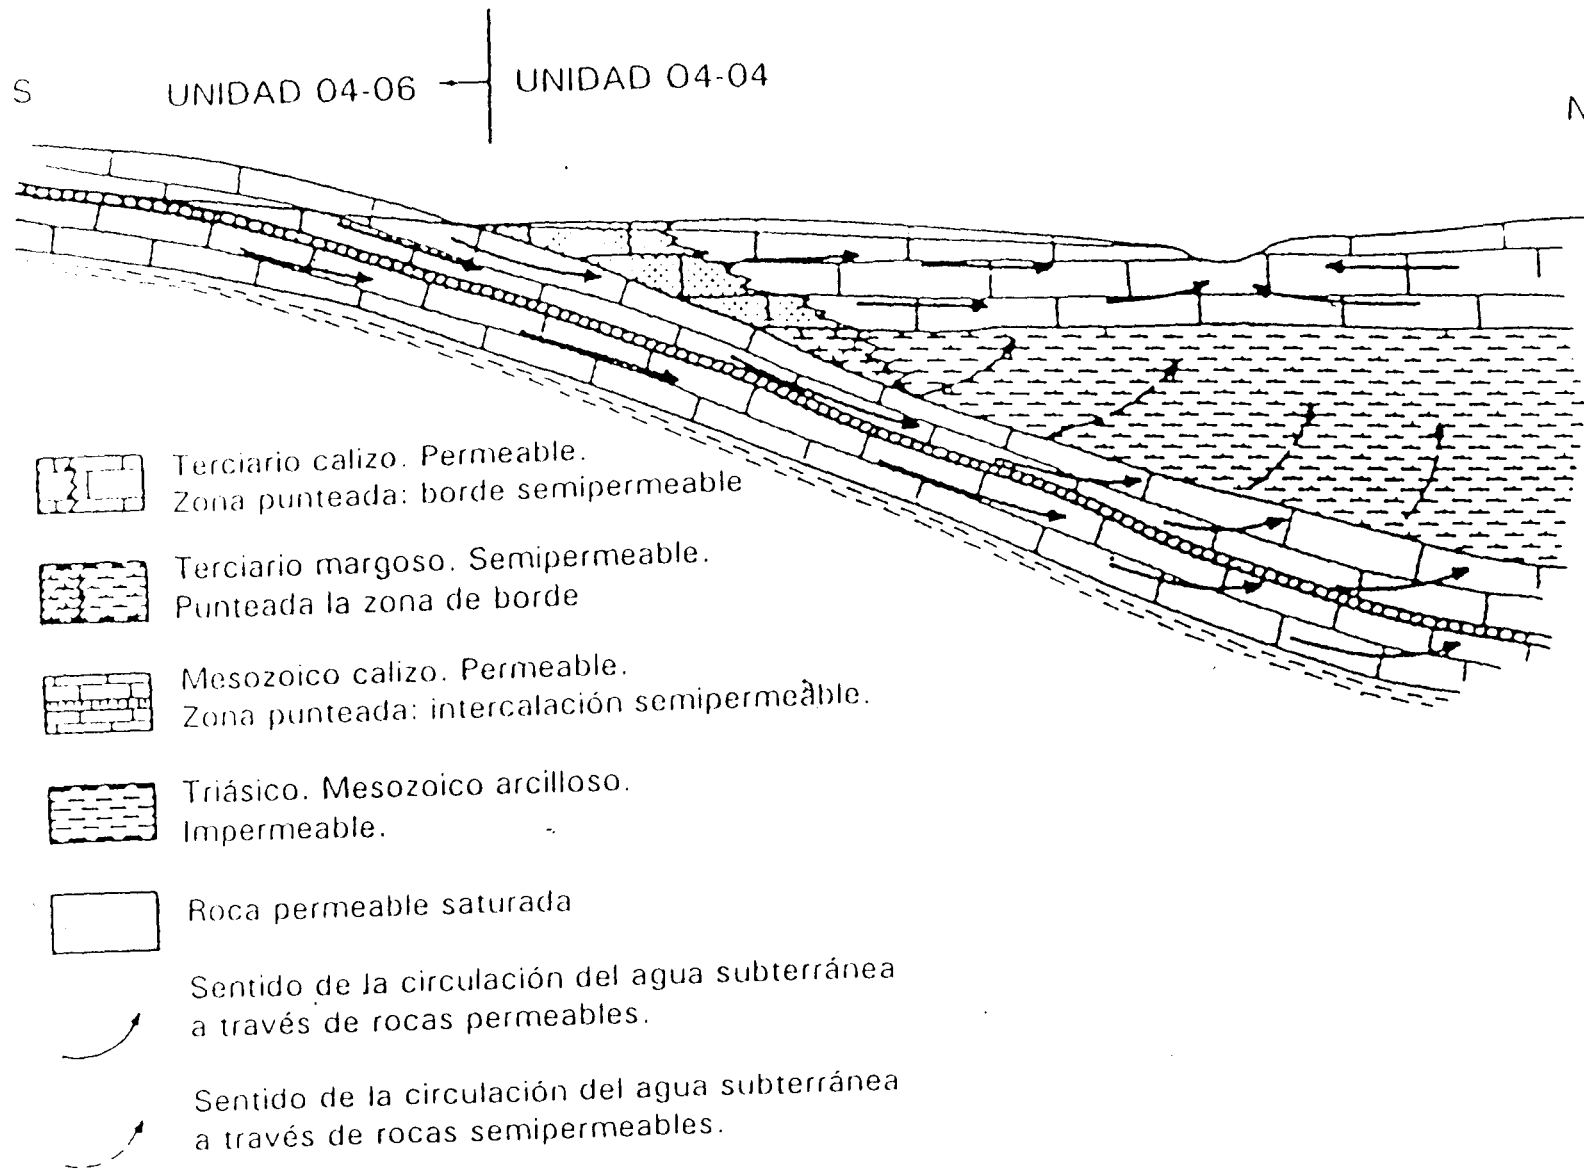 S UNIDAD 04-06 UNIDAD 04-04 N
Terciario calizo. Permeable.
Zona punteada: borde semipermeable
Terciario margoso. Semipermeable.
Punteada la zona de borde
Mesozoico calizo. Permeable.
Zona punteada: intercalación semipermeable.
Triásico. Mesozoico arcilloso.
Impermeable.
Roca permeable saturada
Sentido de la circulación del agua subterránea
a través de rocas permeables.
Sentido de la circulación del agua subterránea
a través de rocas semipermeables.